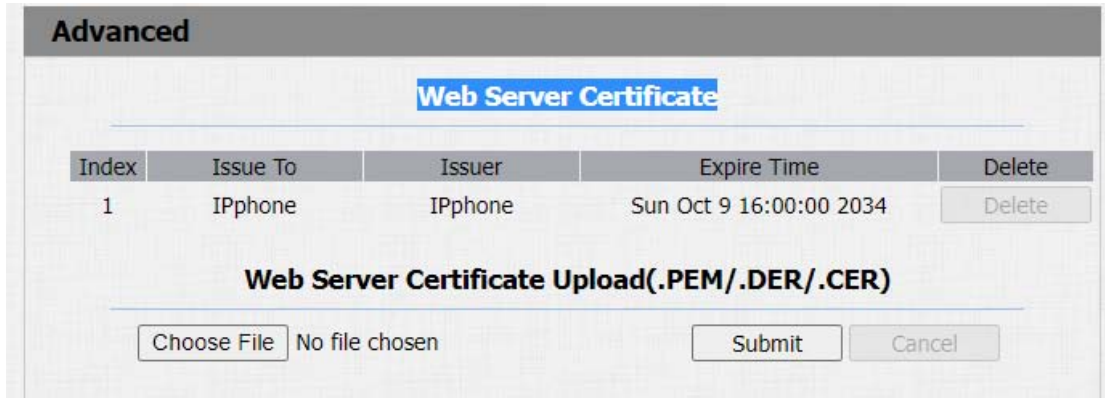 Advanced
Web Server Certificate
Index Issue To Issuer Expire Time Delete
1 IPphone IPphone Sun Oct 9 16:00:00 2034 Delete
Web Server Certificate Upload(.PEM/.DER/.CER)
Choose File No file chosen Submit Cancel